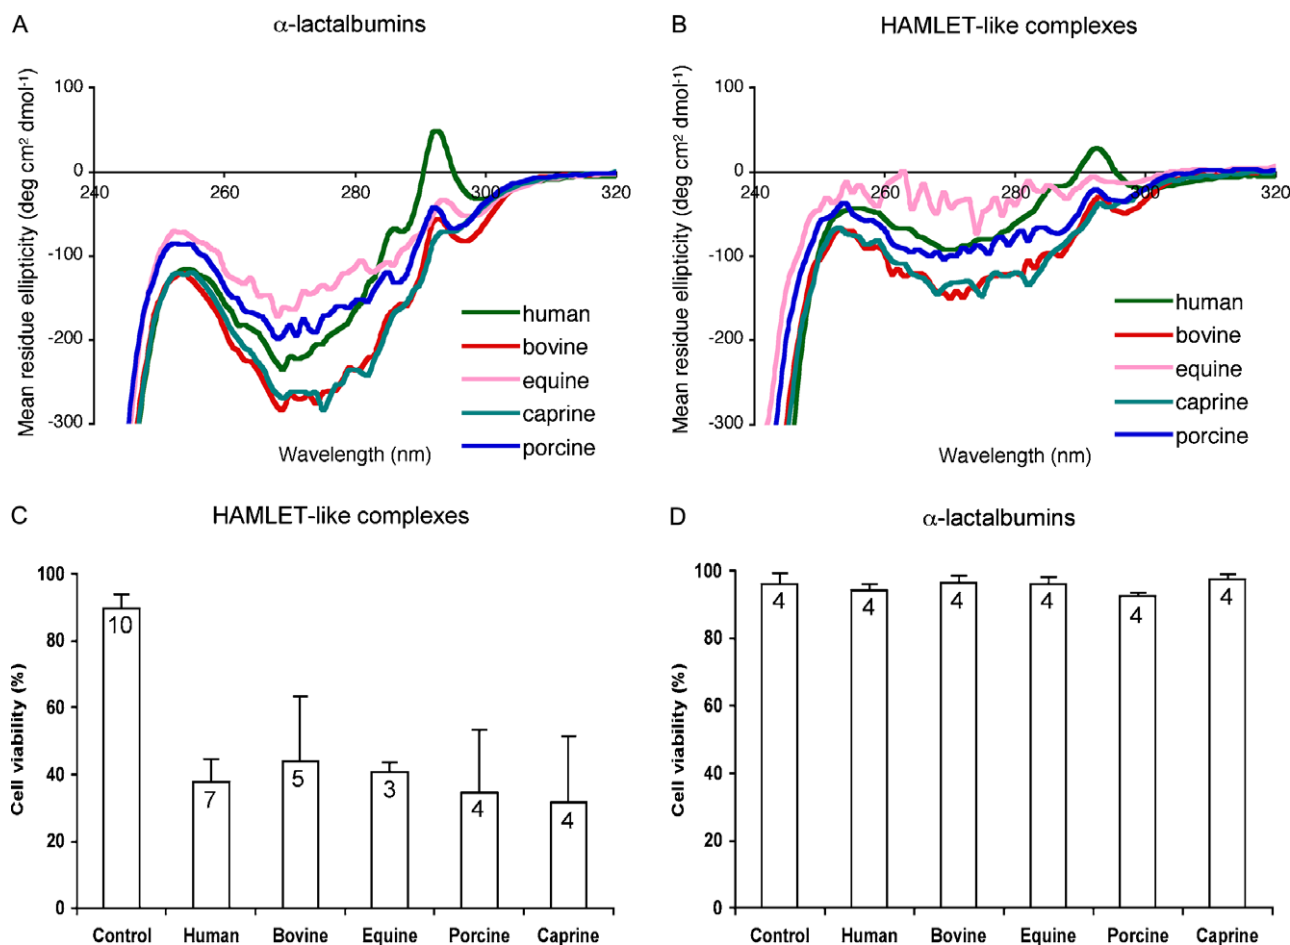 A
α-lactalbumins
Mean residue ellipticity (deg cm² dmol⁻¹)
100
0
-100
-200
-300
240
260
280
300
320
human
bovine
equine
caprine
porcine
Wavelength (nm)
B
HAMLET-like complexes
Mean residue ellipticity (deg cm² dmol⁻¹)
100
0
-100
-200
-300
240
260
280
300
320
human
bovine
equine
caprine
porcine
Wavelength (nm)
C
HAMLET-like complexes
Cell viability (%)
100
80
60
40
20
0
10
7
5
3
4
4
Control Human Bovine Equine Porcine Caprine
D
α-lactalbumins
Cell viability (%)
100
80
60
40
20
0
4
4
4
4
4
4
Control Human Bovine Equine Porcine Caprine